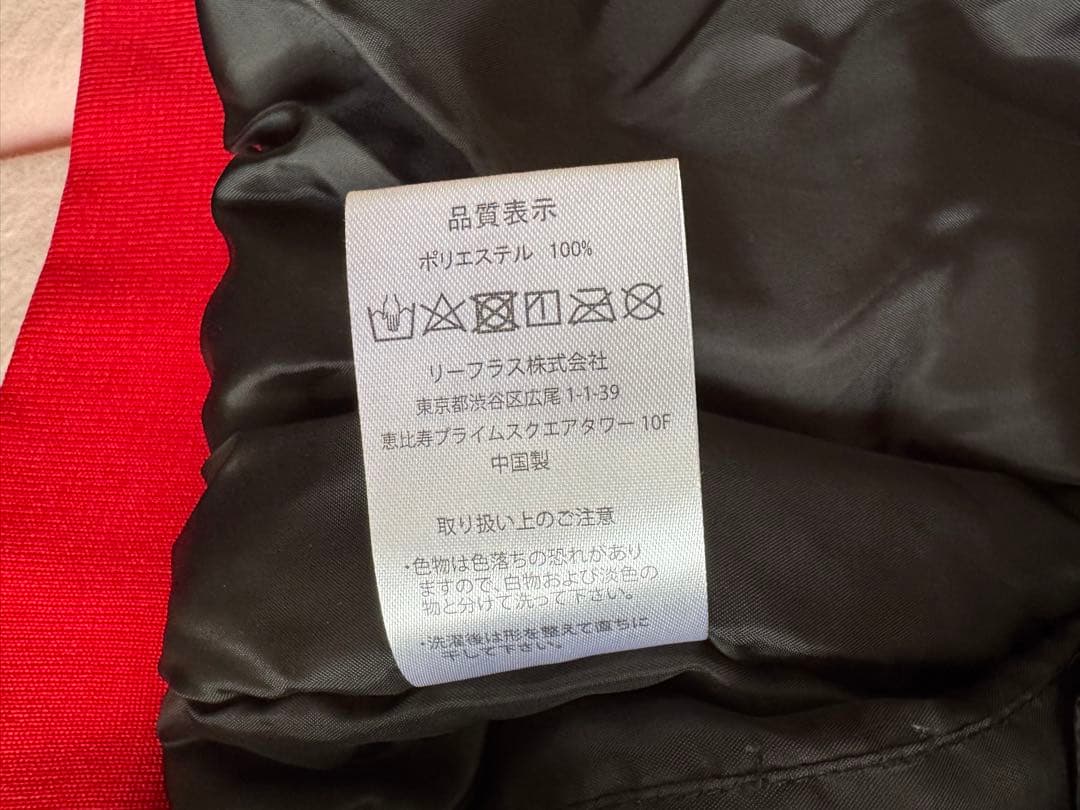 品質表示
ポリエステル 100%
リーフラス株式会社
東京都渋谷区広尾 1-1-39
恵比寿プライムスクエアタワー 10F
中国製
取り扱い上のご注意
・色物は色落ちの恐れがあり
ますので、白物および淡色の
物と分けて洗って下さい。
・洗濯後は形を整えて直ちに
干して下さい。